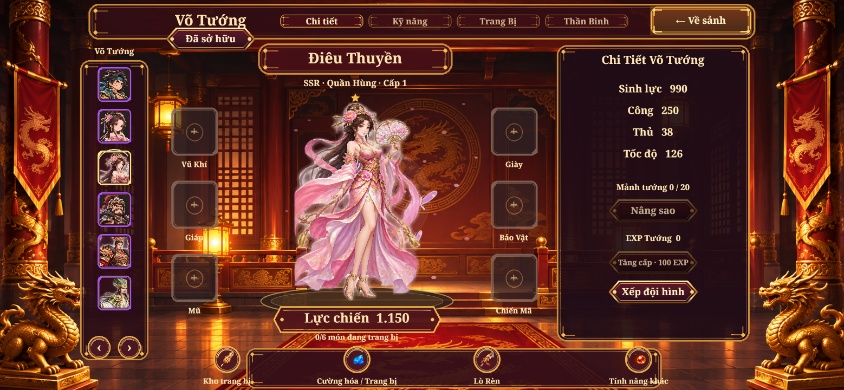 Võ Tướng
Đã sở hữu
Chi tiết
Kỹ năng
Trang Bị
Thần Binh
← Về sảnh
Võ Tướng
Điêu Thuyền
SSR · Quần Hùng · Cấp 1
Vũ Khí
Giáp
Mũ
Giày
Bảo Vật
Chiến Mã
Lực chiến 1.150
0/6 món đang trang bị
Chi Tiết Võ Tướng
Sinh lực 990
Công 250
Thủ 38
Tốc độ 126
Mảnh tướng 0 / 20
Nâng sao
EXP Tướng 0
Tăng cấp · 100 EXP
Xếp đội hình
Kho trang bị
Cường hóa / Trang bị
Lò Rèn
Tính năng khác